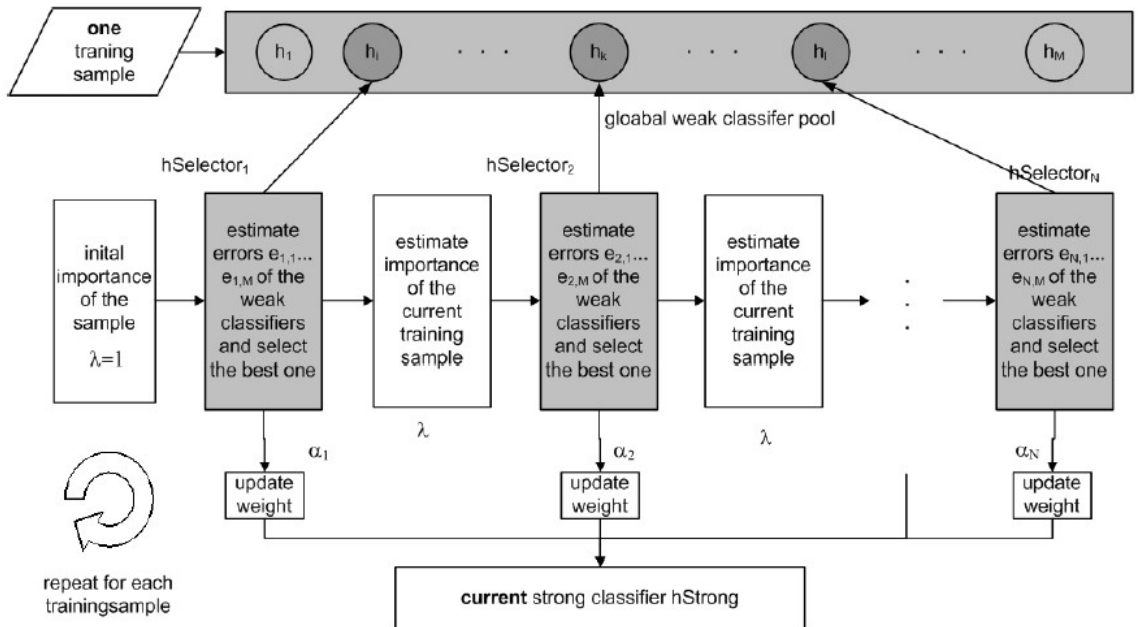 one
traning
sample
h1
hi
· · ·
hk
· · ·
hl
· · ·
hM
gloabal weak classifer pool
hSelector1
hSelector2
hSelectorN
inital
importance
of the
sample
λ=1
estimate
errors e1,1...
e1,M of the
weak
classifiers
and select
the best one
estimate
importance
of the
current
training
sample
λ
estimate
errors e2,1...
e2,M of the
weak
classifiers
and select
the best one
estimate
importance
of the
current
training
sample
λ
· · ·
estimate
errors eN,1...
eN,M of the
weak
classifiers
and select
the best one
α1
α2
αN
update
weight
update
weight
update
weight
repeat for each
trainingsample
current strong classifier hStrong